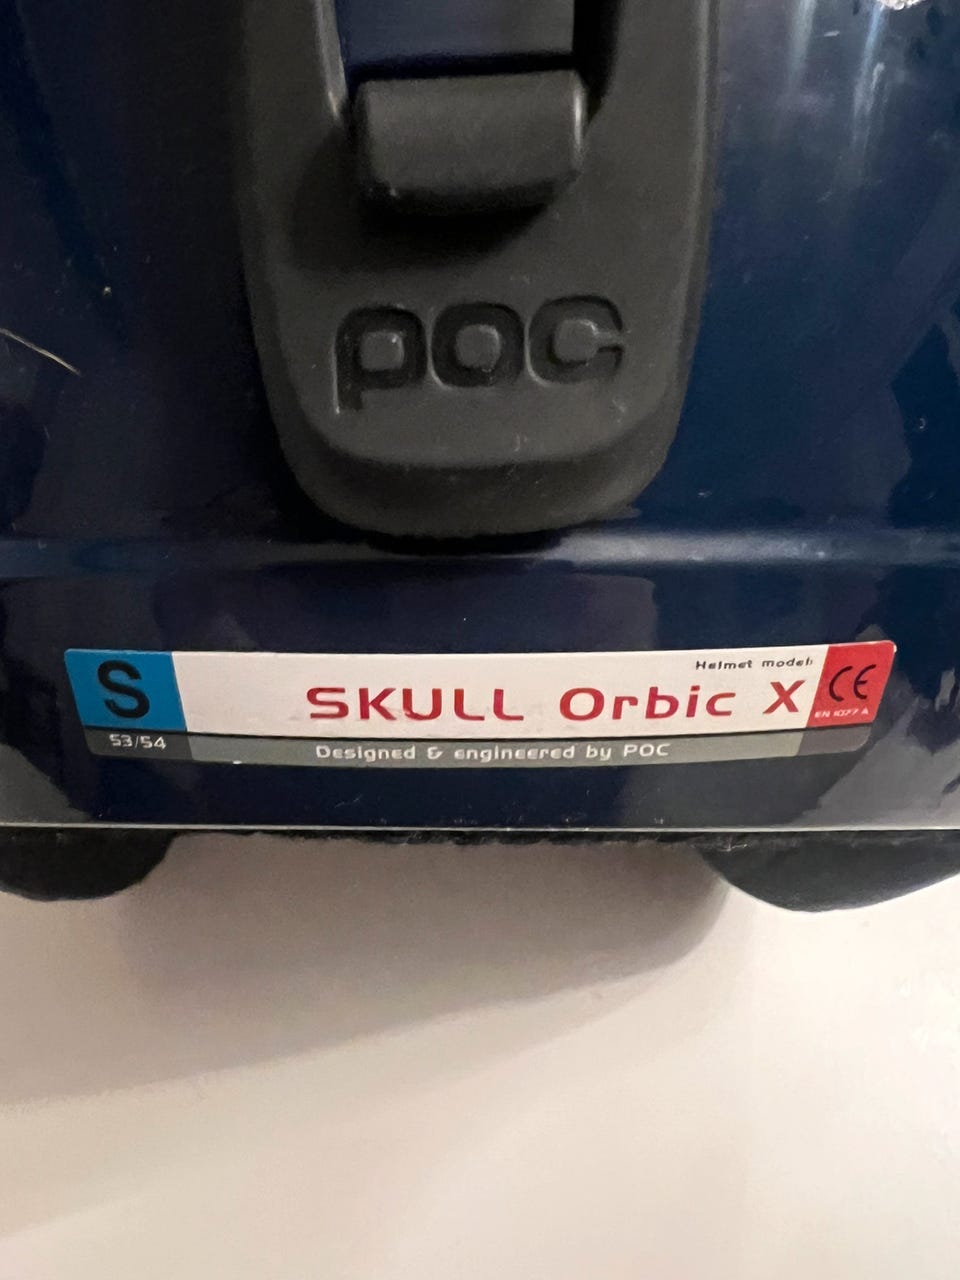 poc
S
Helmet model:
SKULL Orbic X
CE
EN 1077 A
53/54
Designed & engineered by POC